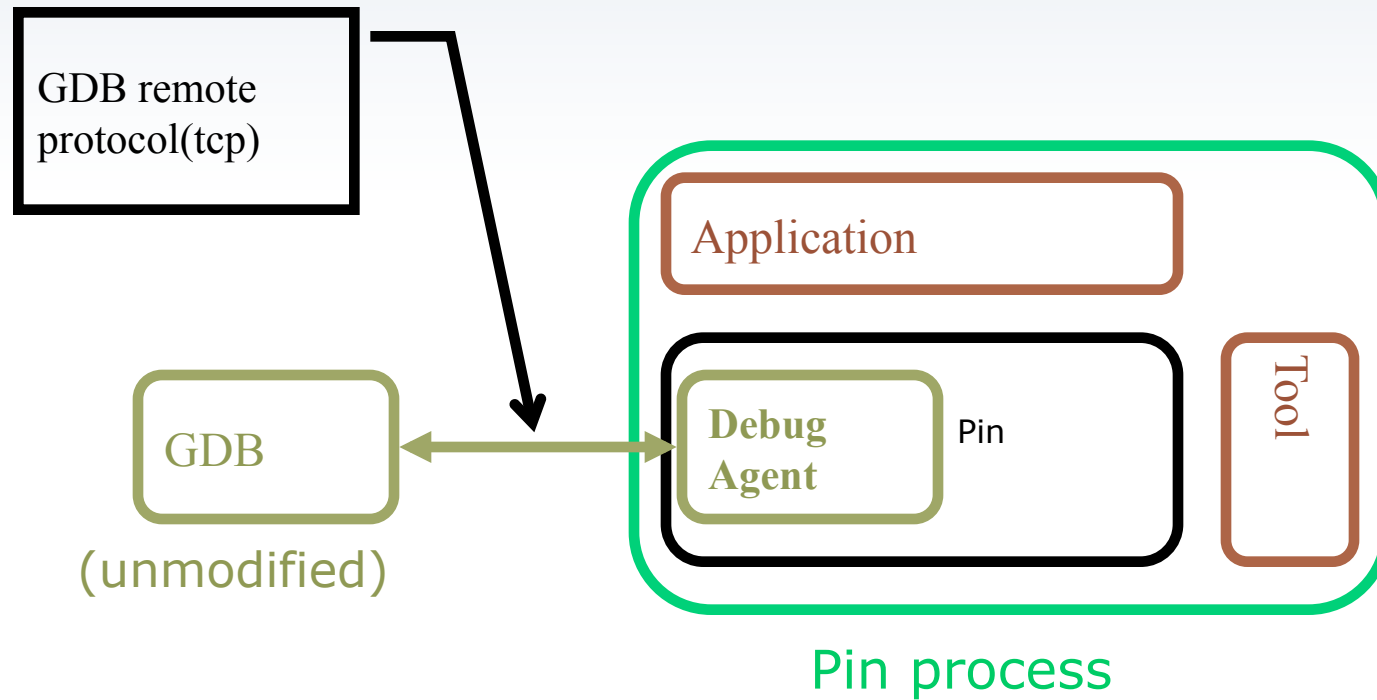 GDB remote
protocol(tcp)
Application
Tool
Debug
Agent
Pin
GDB
(unmodified)
Pin process